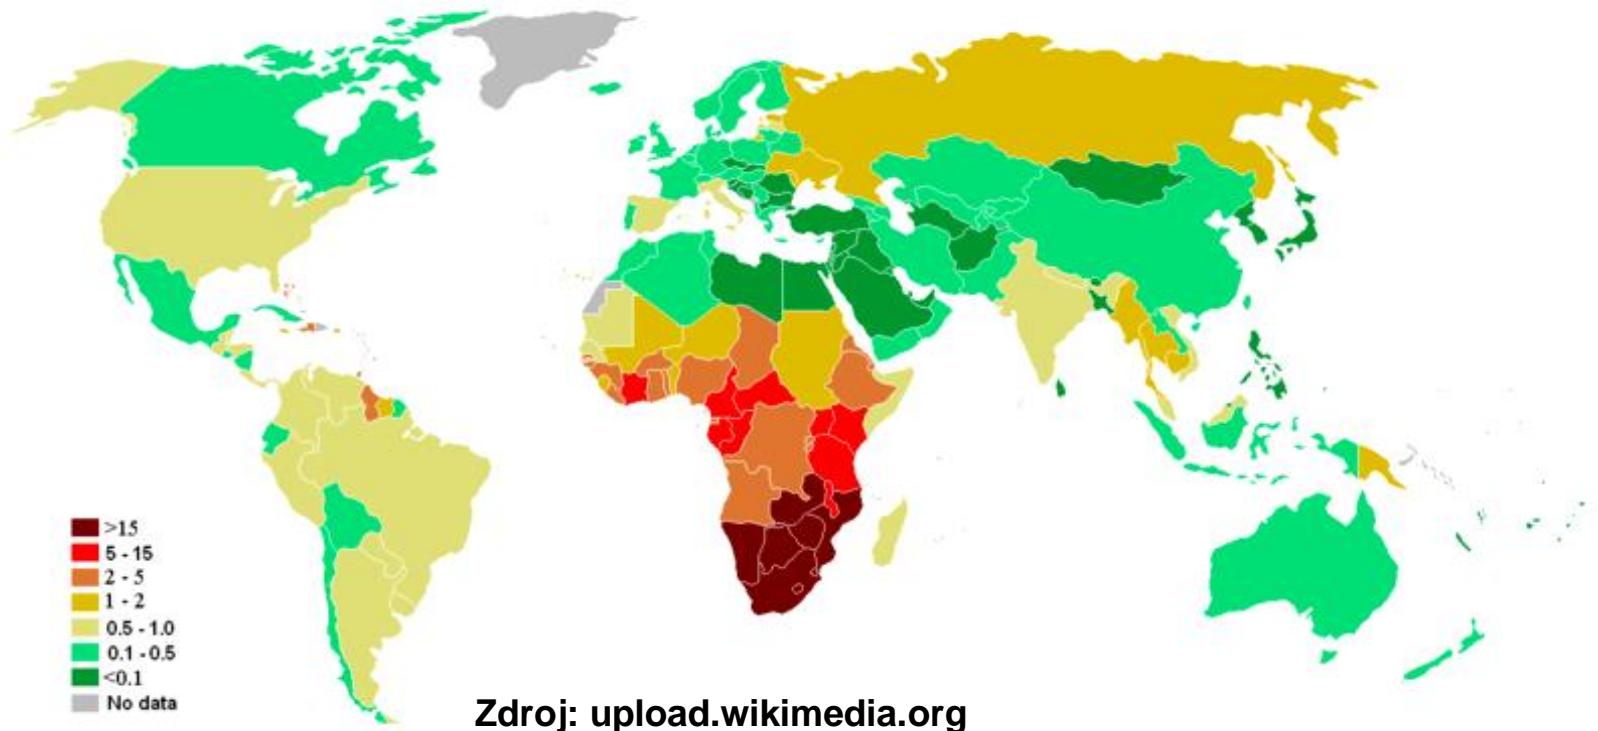 >15
5 - 15
2 - 5
1 - 2
0.5 - 1.0
0.1 - 0.5
<0.1
No data
Zdroj: upload.wikimedia.org